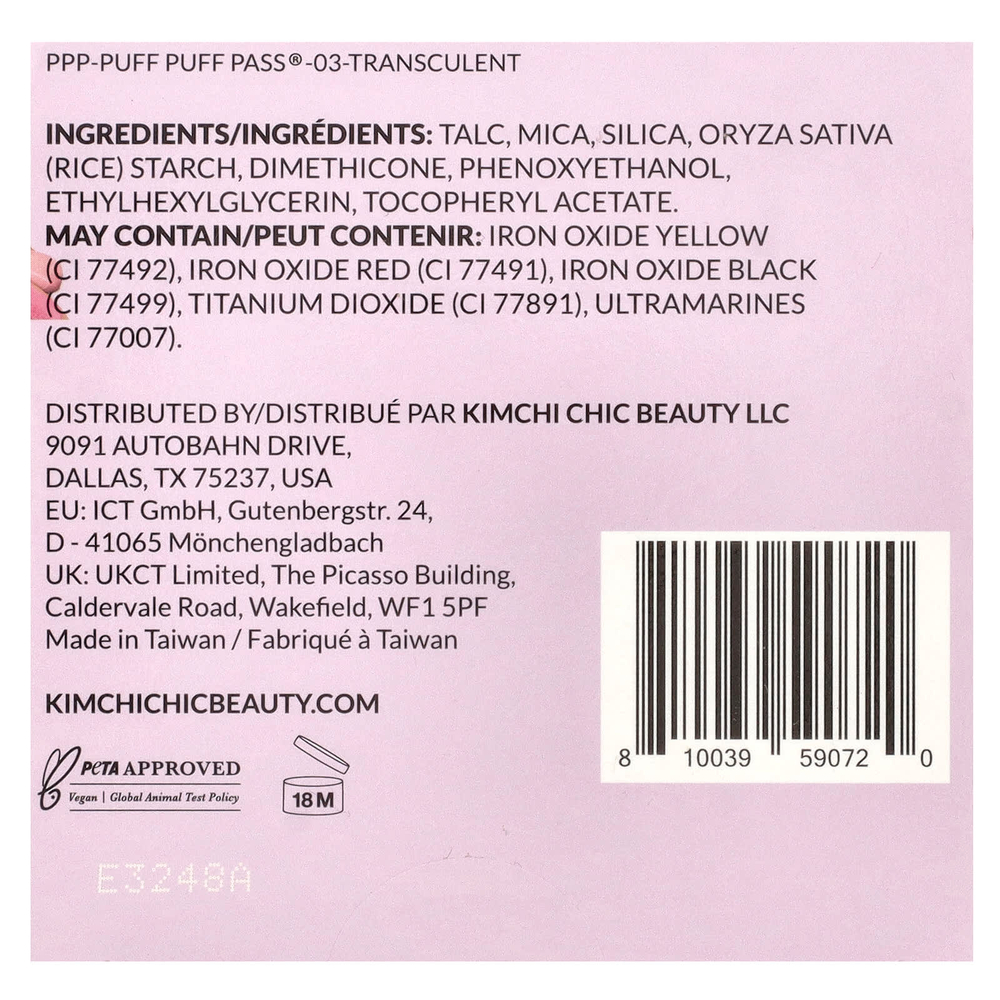 PPP-PUFF PUFF PASS®-03-TRANSCULENT
INGREDIENTS/INGRÉDIENTS: TALC, MICA, SILICA, ORYZA SATIVA
(RICE) STARCH, DIMETHICONE, PHENOXYETHANOL,
ETHYLHEXYLGLYCERIN, TOCOPHERYL ACETATE.
MAY CONTAIN/PEUT CONTENIR: IRON OXIDE YELLOW
(CI 77492), IRON OXIDE RED (CI 77491), IRON OXIDE BLACK
(CI 77499), TITANIUM DIOXIDE (CI 77891), ULTRAMARINES
(CI 77007).
DISTRIBUTED BY/DISTRIBUÉ PAR KIMCHI CHIC BEAUTY LLC
9091 AUTOBAHN DRIVE,
DALLAS, TX 75237, USA
EU: ICT GmbH, Gutenbergstr. 24,
D - 41065 Mönchengladbach
UK: UKCT Limited, The Picasso Building,
Caldervale Road, Wakefield, WF1 5PF
Made in Taiwan / Fabriqué à Taiwan
KIMCHICHICBEAUTY.COM
PETA APPROVED
Vegan | Global Animal Test Policy
18 M
8 10039 59072 0
E3248A